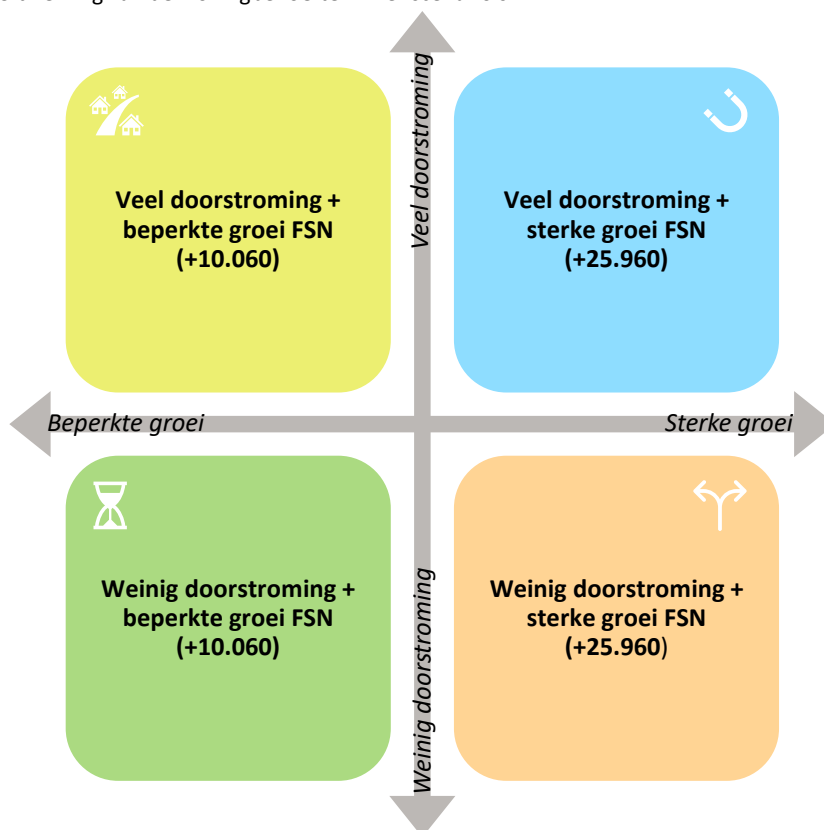 Veel doorstroming
Veel doorstroming +
beperkte groei FSN
(+10.060)
Veel doorstroming +
sterke groei FSN
(+25.960)
Beperkte groei
Sterke groei
Weinig doorstroming +
beperkte groei FSN
(+10.060)
Weinig doorstroming +
sterke groei FSN
(+25.960)
Weinig doorstroming